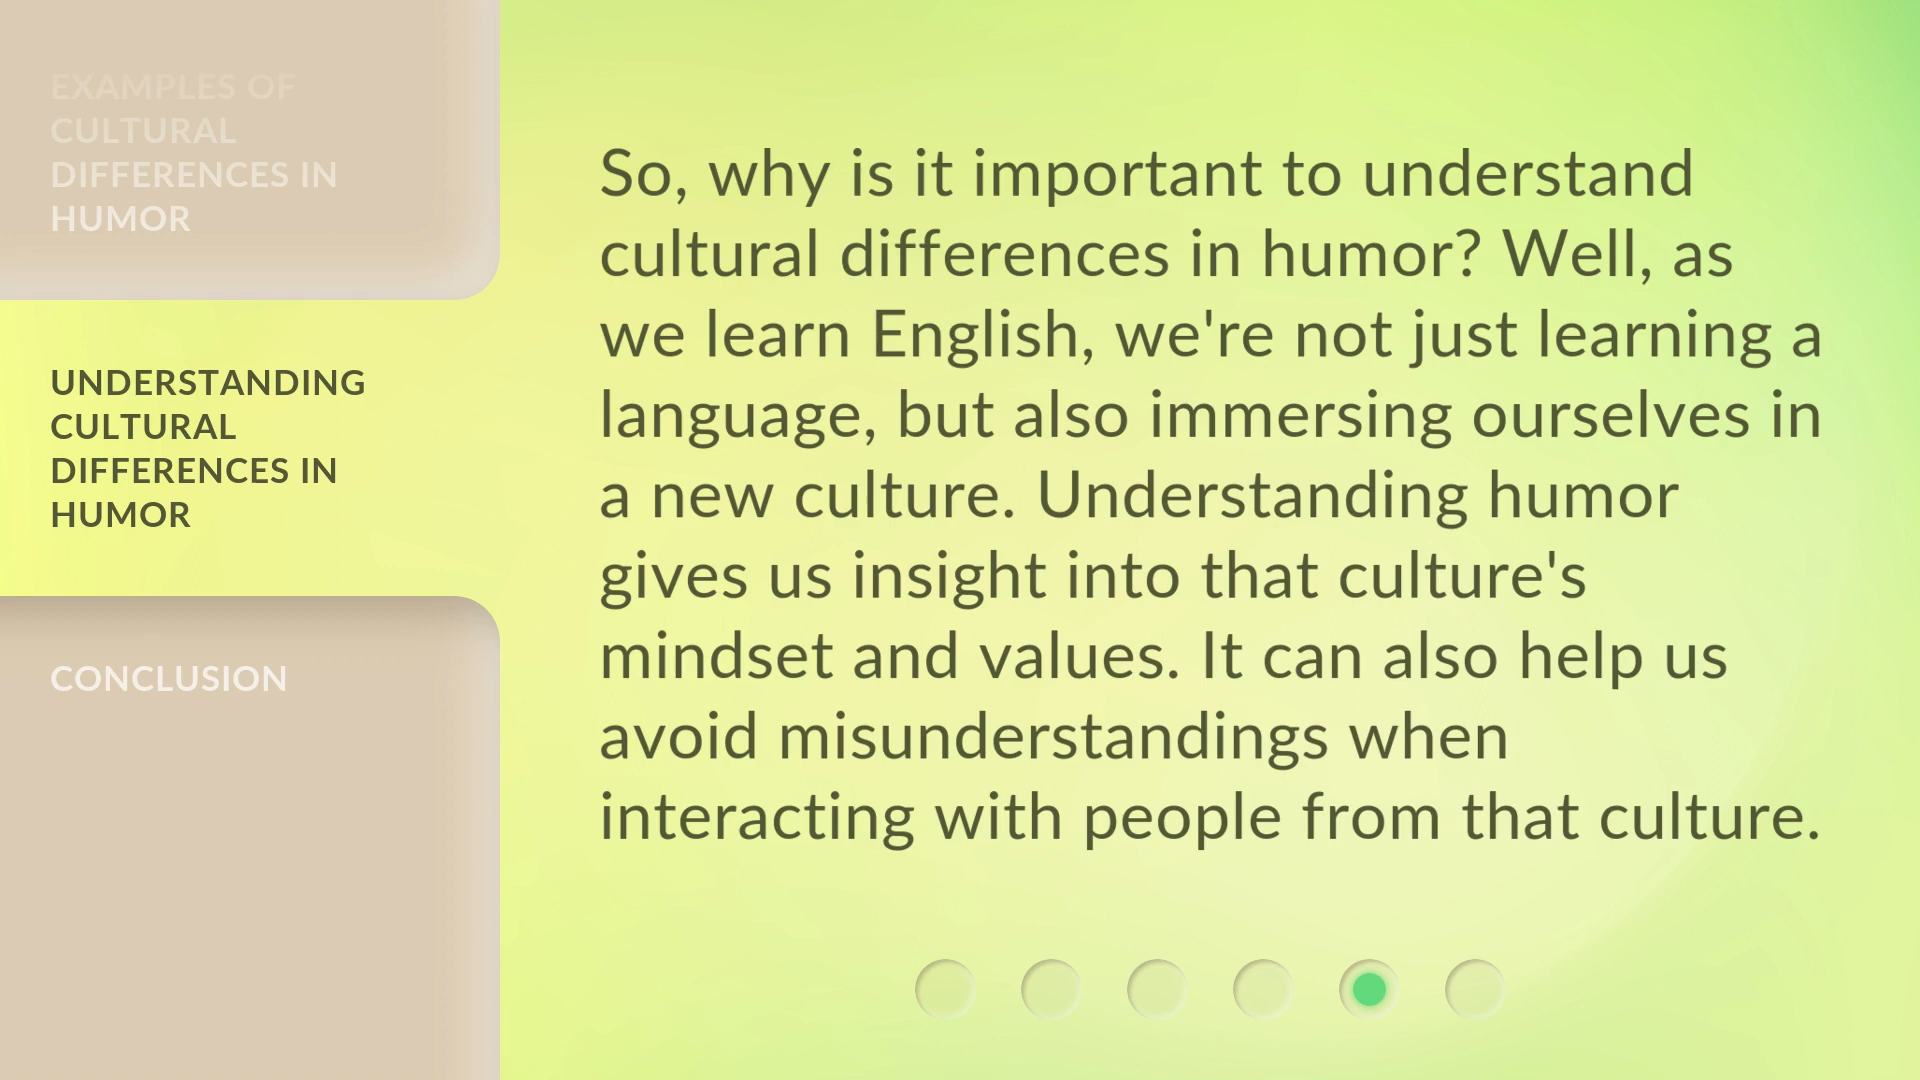 EXAMPLES OF
CULTURAL
DIFFERENCES IN
HUMOR
UNDERSTANDING
CULTURAL
DIFFERENCES IN
HUMOR
CONCLUSION
So, why is it important to understand
cultural differences in humor? Well, as
we learn English, we're not just learning a
language, but also immersing ourselves in
a new culture. Understanding humor
gives us insight into that culture's
mindset and values. It can also help us
avoid misunderstandings when
interacting with people from that culture.